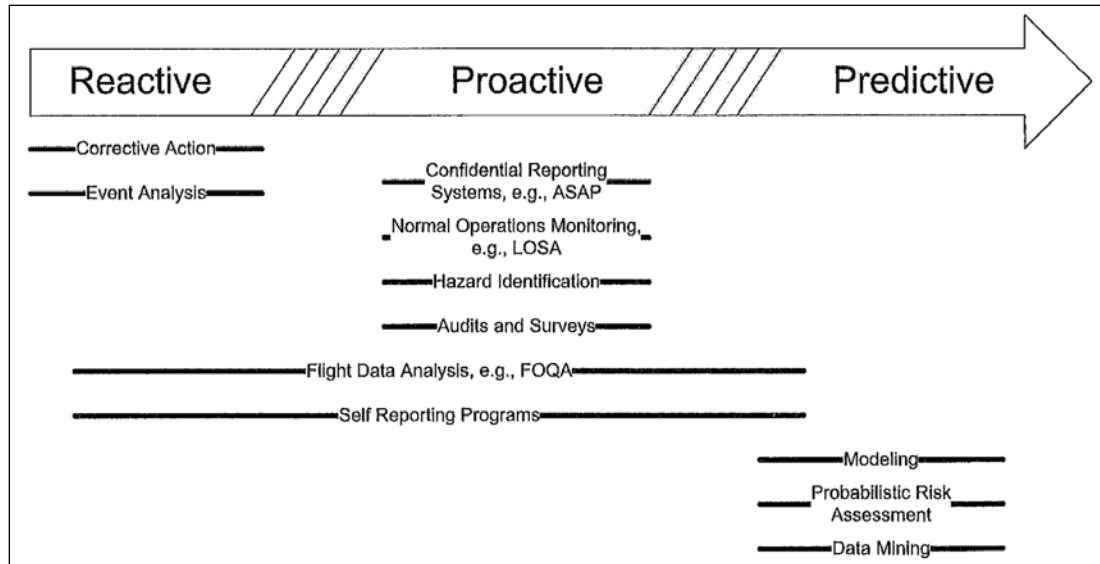 Reactive
Proactive
Predictive
Corrective Action
Event Analysis
Confidential Reporting
Systems, e.g., ASAP
Normal Operations Monitoring,
e.g., LOSA
Hazard Identification
Audits and Surveys
Flight Data Analysis, e.g., FOQA
Self Reporting Programs
Modeling
Probabilistic Risk
Assessment
Data Mining